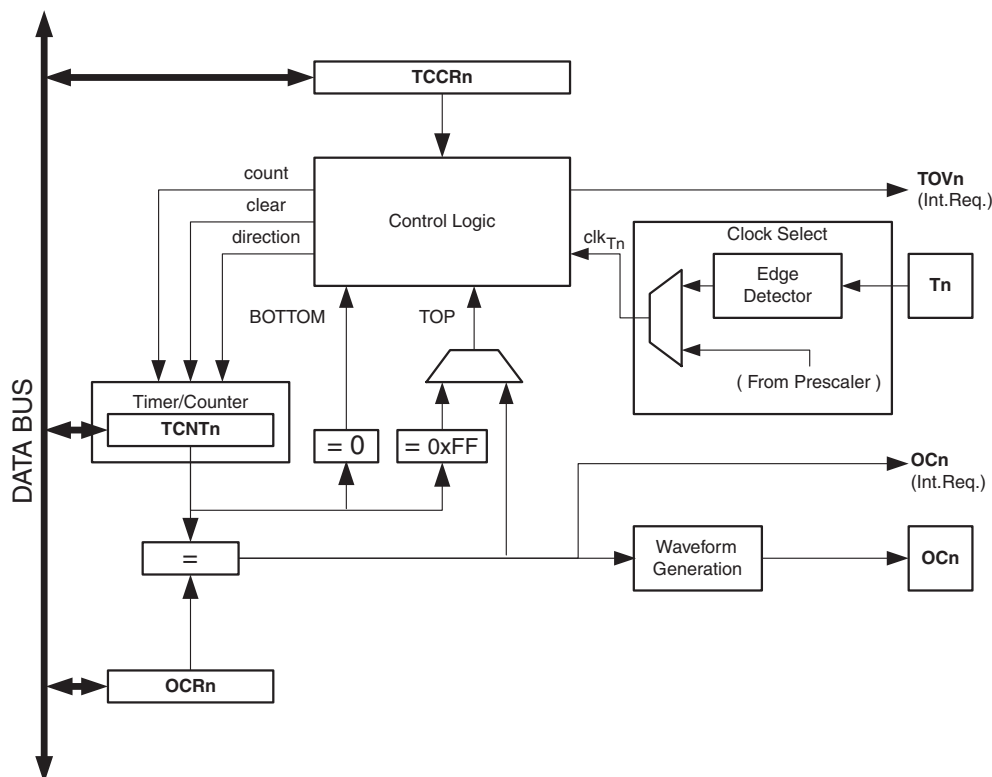 TCCRn
count
clear
direction
Control Logic
TOVn
(Int.Req.)
clkTn
Clock Select
Edge
Detector
Tn
BOTTOM
TOP
( From Prescaler )
Timer/Counter
TCNTn
= 0
= 0xFF
DATA BUS
OCn
(Int.Req.)
=
Waveform
Generation
OCn
OCRn